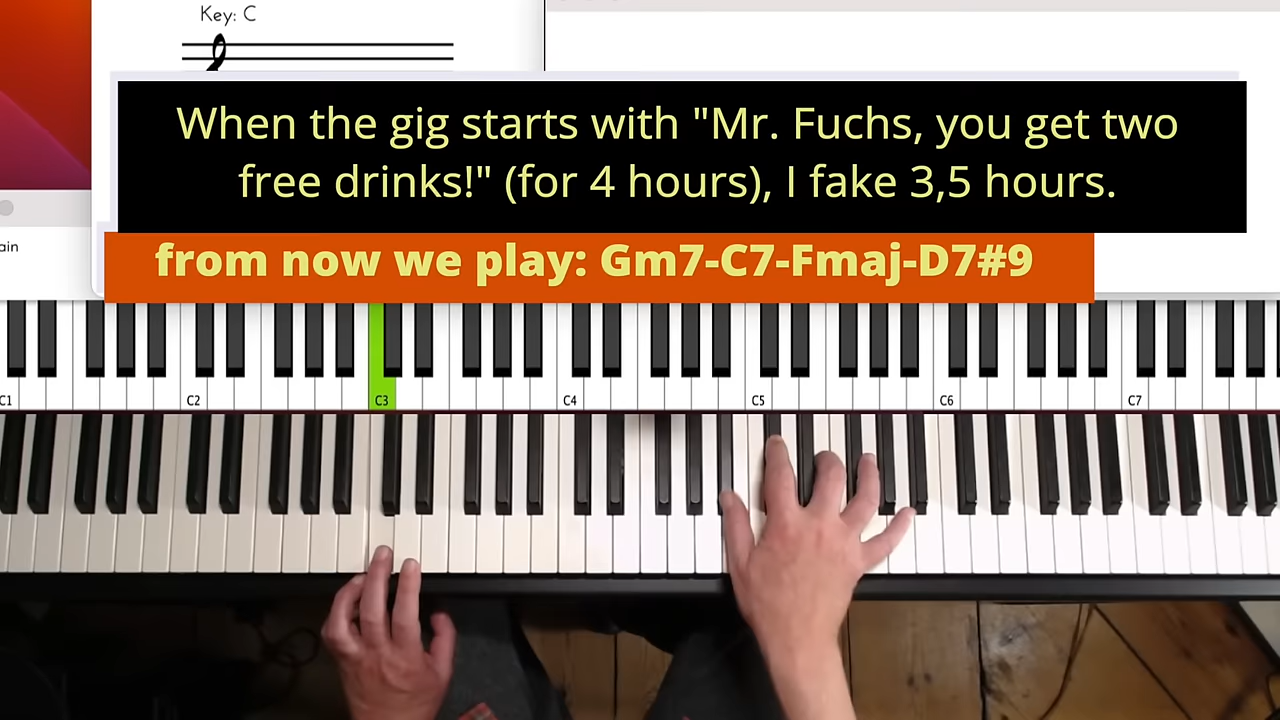 Key: C
When the gig starts with "Mr. Fuchs, you get two
free drinks!" (for 4 hours), I fake 3,5 hours.
ain
from now we play: Gm7-C7-Fmaj-D7#9
C1 C2 C3 C4 C5 C6 C7